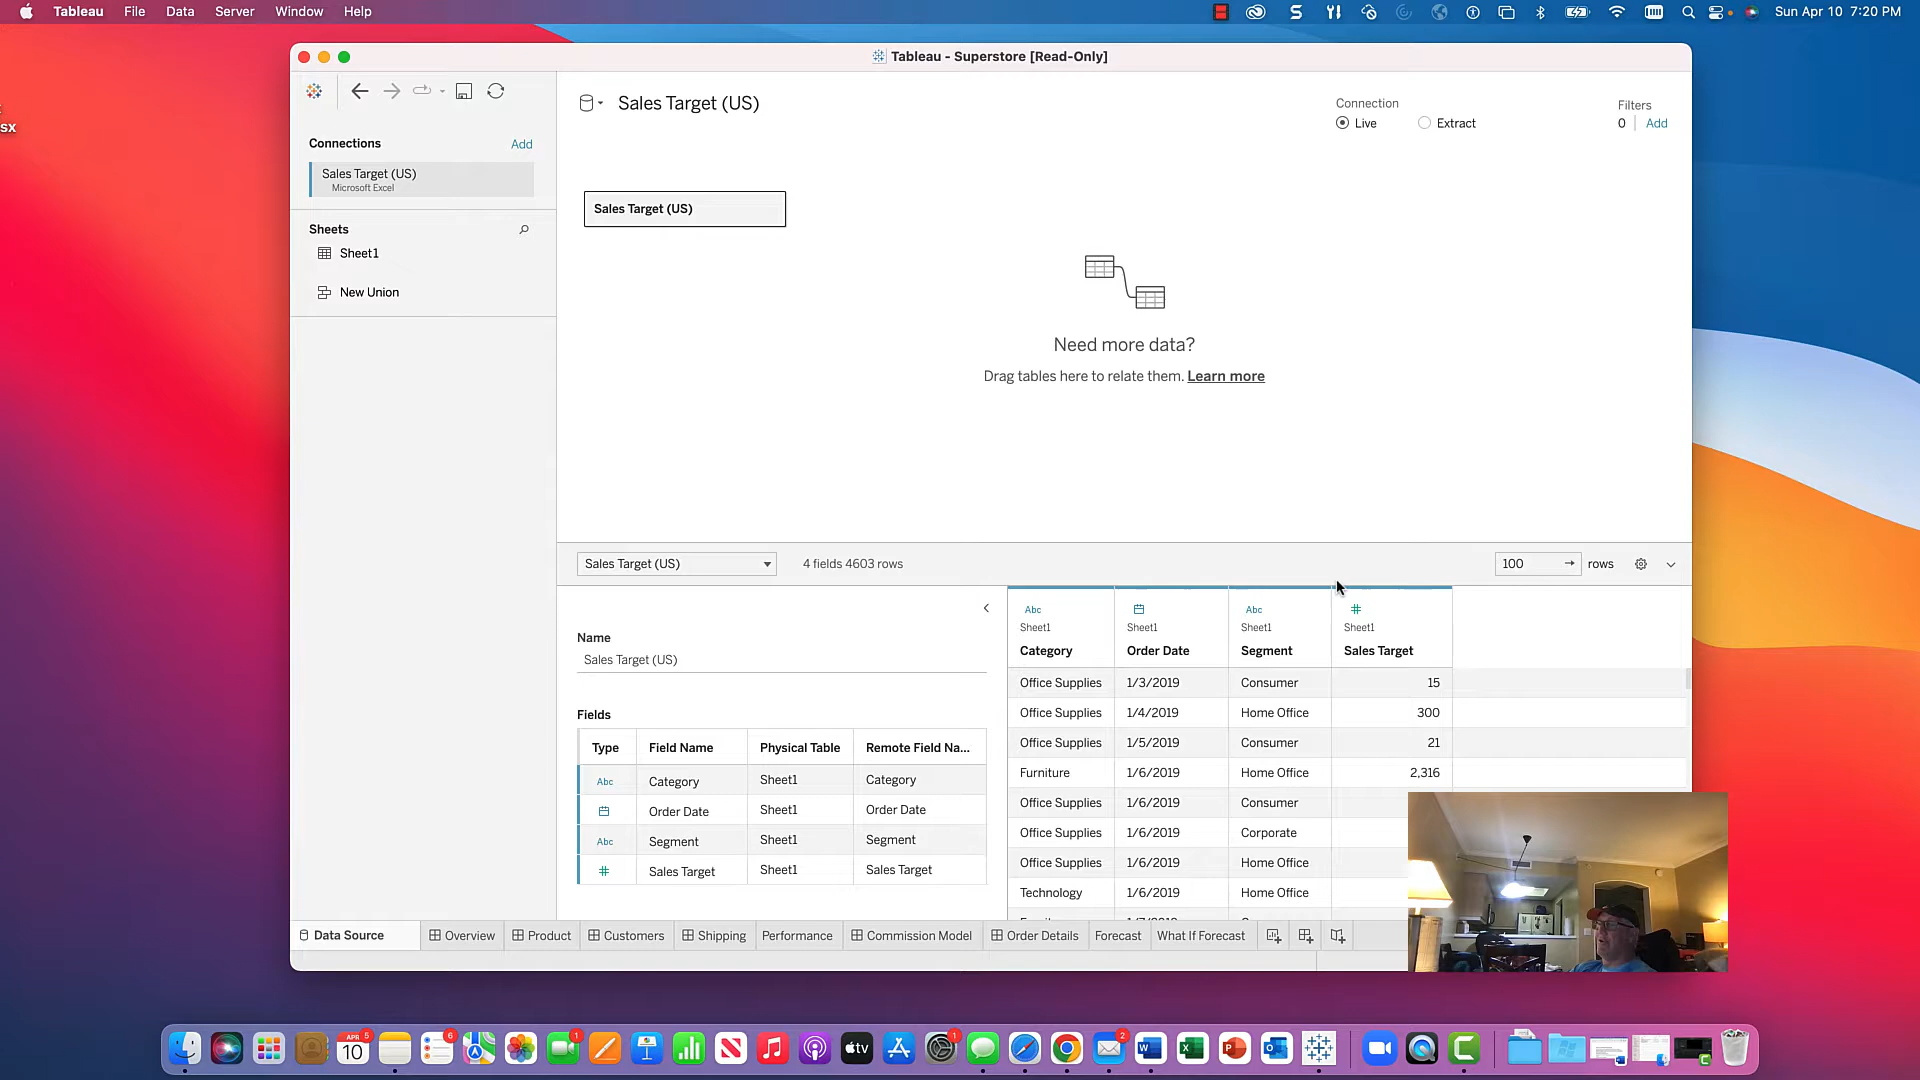 Tableau File Data Server Window Help
Sun Apr 10 7:20 PM
sx
Tableau - Superstore [Read-Only]
Connections Add
Sales Target (US)
Microsoft Excel
Sheets
Sheet1
New Union
Sales Target (US)
Connection
Live Extract
Filters
0 Add
Sales Target (US)
Need more data?
Drag tables here to relate them. Learn more
Sales Target (US) 4 fields 4603 rows 100 rows
Name
Sales Target (US)
Fields
Type Field Name Physical Table Remote Field Na...
Abc Category Sheet1 Category
Order Date Sheet1 Order Date
Abc Segment Sheet1 Segment
# Sales Target Sheet1 Sales Target
Abc Abc #
Sheet1 Sheet1 Sheet1 Sheet1
Category Order Date Segment Sales Target
Office Supplies 1/3/2019 Consumer 15
Office Supplies 1/4/2019 Home Office 300
Office Supplies 1/5/2019 Consumer 21
Furniture 1/6/2019 Home Office 2,316
Office Supplies 1/6/2019 Consumer
Office Supplies 1/6/2019 Corporate
Office Supplies 1/6/2019 Home Office
Technology 1/6/2019 Home Office
Data Source Overview Product Customers Shipping Performance Commission Model Order Details Forecast What If Forecast
APR 5
10
6
1
tv
1
2